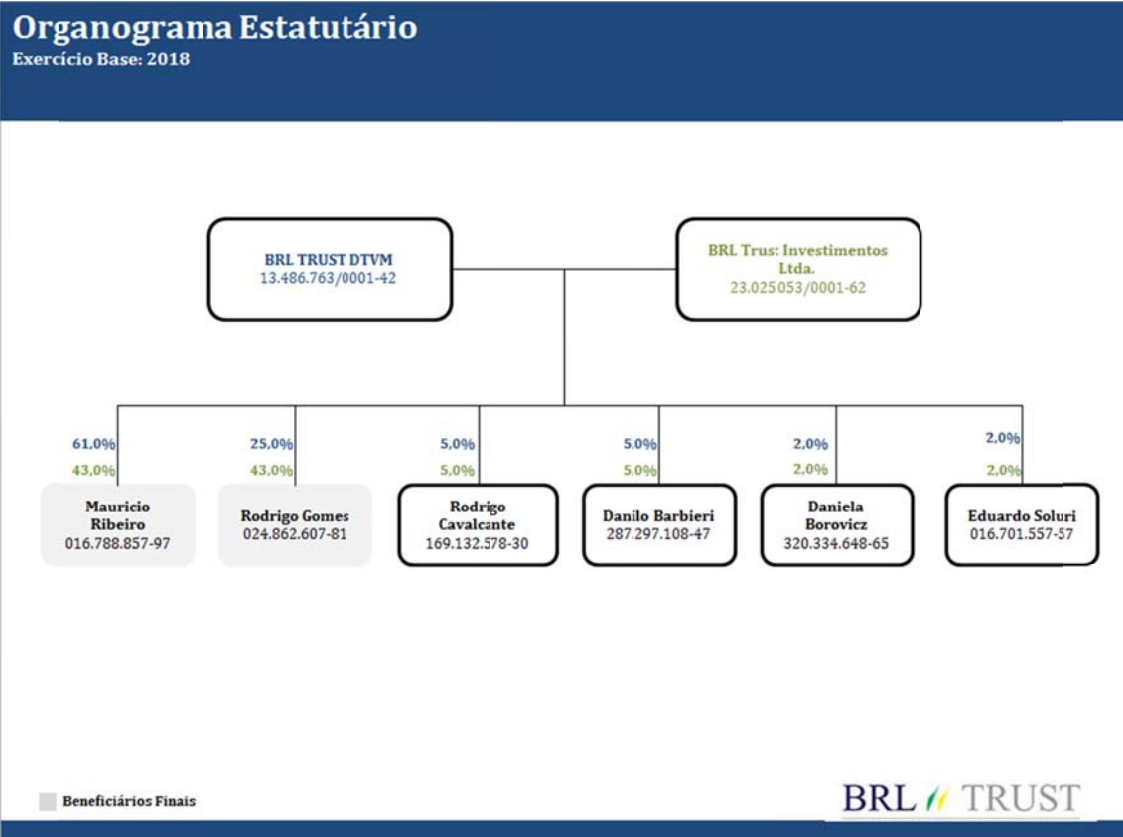 Organograma Estatutário
Exercício Base: 2018
BRL TRUST DTVM
13.486.763/0001-42
BRL Trus: Investimentos
Ltda.
23.025053/0001-62
61,0%
43,0%
25,0%
43,0%
5,0%
5,0%
5,0%
5,0%
2,0%
2,0%
2,0%
2,0%
Mauricio
Ribeiro
016.788.857-97
Rodrigo Gomes
024.862.607-81
Rodrigo
Cavalcante
169.132.578-30
Danilo Barbieri
287.297.108-47
Daniela
Borovicz
320.334.648-65
Eduardo Soluri
016.701.557-57
Beneficiários Finais
BRL TRUST